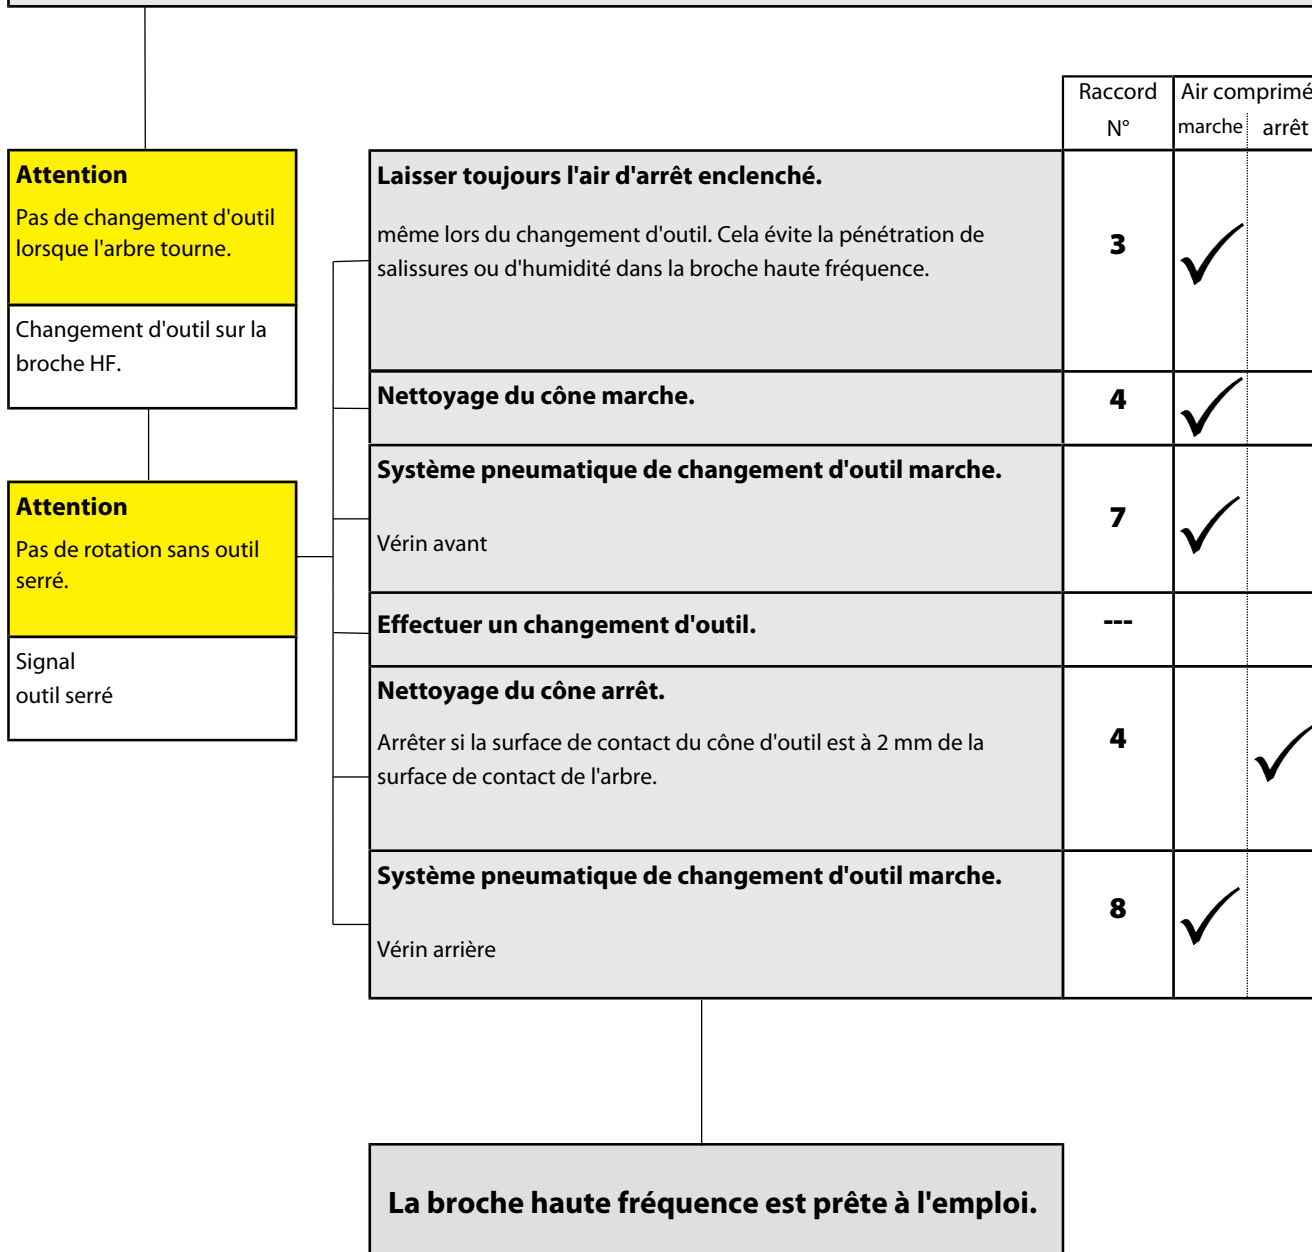 Raccord Air comprimé
N° marche arrêt
Attention
Pas de changement d'outil
lorsque l'arbre tourne.
Changement d'outil sur la
broche HF.
Attention
Pas de rotation sans outil
serré.
Signal
outil serré
Laisser toujours l'air d'arrêt enclenché.
même lors du changement d'outil. Cela évite la pénétration de
salissures ou d'humidité dans la broche haute fréquence.
3
Nettoyage du cône marche.
4
Système pneumatique de changement d'outil marche.
Vérin avant
7
Effectuer un changement d'outil.
---
Nettoyage du cône arrêt.
Arrêter si la surface de contact du cône d'outil est à 2 mm de la
surface de contact de l'arbre.
4
Système pneumatique de changement d'outil marche.
Vérin arrière
8
La broche haute fréquence est prête à l'emploi.